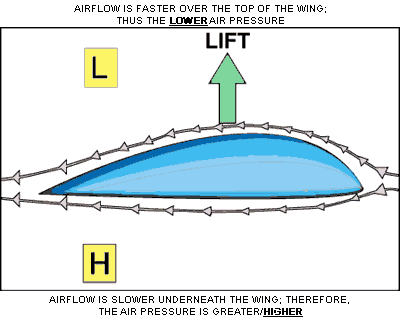 AIRFLOW IS FASTER OVER THE TOP OF THE WING;
THUS THE LOWER AIR PRESSURE
LIFT
L
H
AIRFLOW IS SLOWER UNDERNEATH THE WING; THEREFORE,
THE AIR PRESSURE IS GREATER/HIGHER